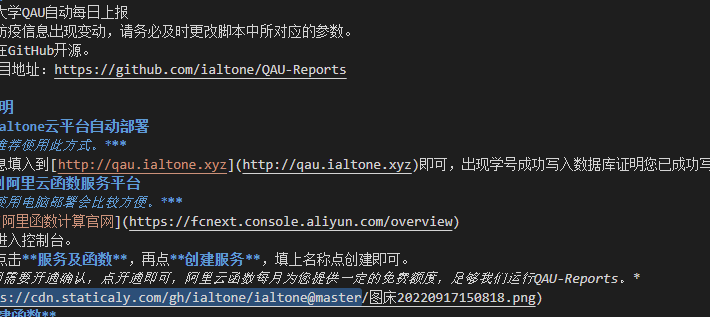 大学QAU自动每日上报
防疫信息出现变动，请务必及时更改脚本中所对应的参数。
在GitHub开源。
目地址：https://github.com/ialtone/QAU-Reports
明
altone云平台自动部署
推荐使用此方式。***
息填入到[http://qau.ialtone.xyz](http://qau.ialtone.xyz)即可，出现学号成功写入数据库证明您已成功写
到阿里云函数服务平台
使用电脑部署会比较方便。***
阿里函数计算官网](https://fcnext.console.aliyun.com/overview)
进入控制台。
点击**服务及函数**，再点**创建服务**，填上名称点创建即可。
需要开通确认，点开通即可，阿里云函数每月为您提供一定的免费额度，足够我们运行QAU-Reports。*
s://cdn.staticaly.com/gh/ialtone/ialtone@master/图床20220917150818.png)
建函数**